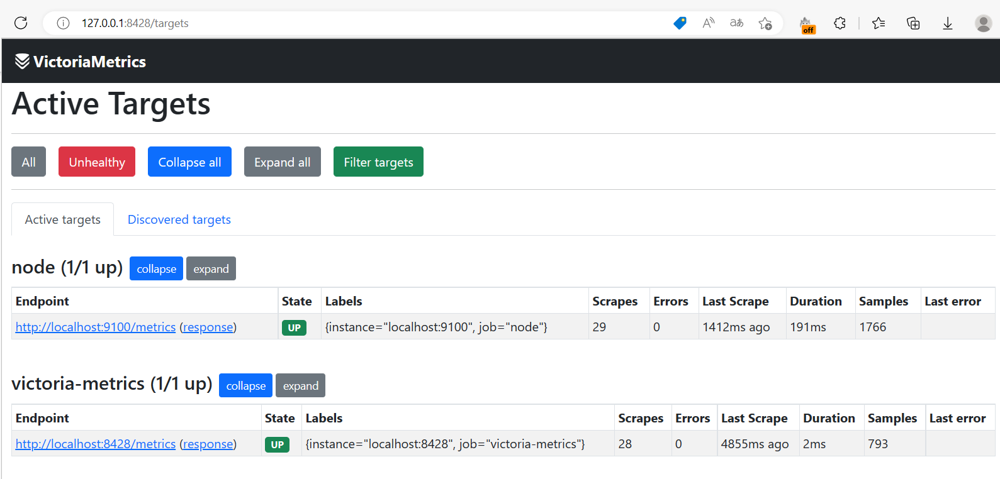 127.0.0.1:8428/targets
aあ
off
VictoriaMetrics
Active Targets
All Unhealthy Collapse all Expand all Filter targets
Active targets Discovered targets
node (1/1 up) collapse expand
Endpoint State Labels Scrapes Errors Last Scrape Duration Samples Last error
http://localhost:9100/metrics (response) UP {instance="localhost:9100", job="node"} 29 0 1412ms ago 191ms 1766
victoria-metrics (1/1 up) collapse expand
Endpoint State Labels Scrapes Errors Last Scrape Duration Samples Last error
http://localhost:8428/metrics (response) UP {instance="localhost:8428", job="victoria-metrics"} 28 0 4855ms ago 2ms 793